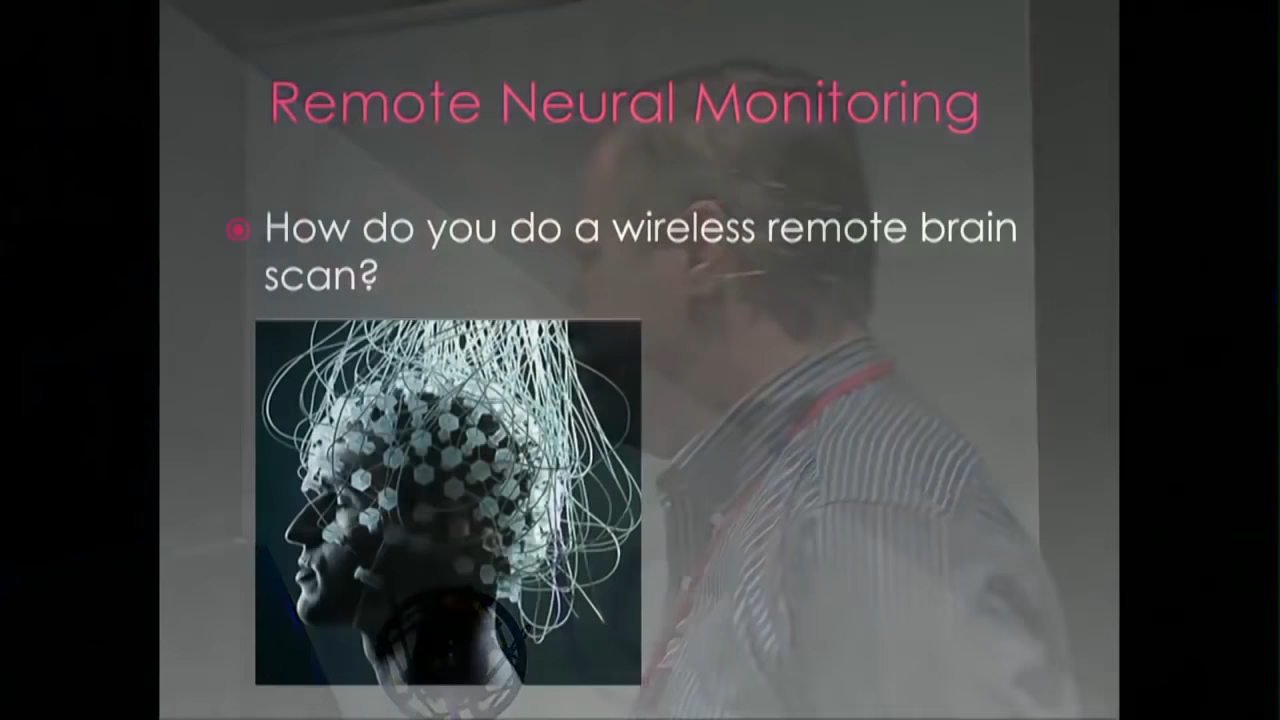 Remote Neural Monitoring
How do you do a wireless remote brain
scan?